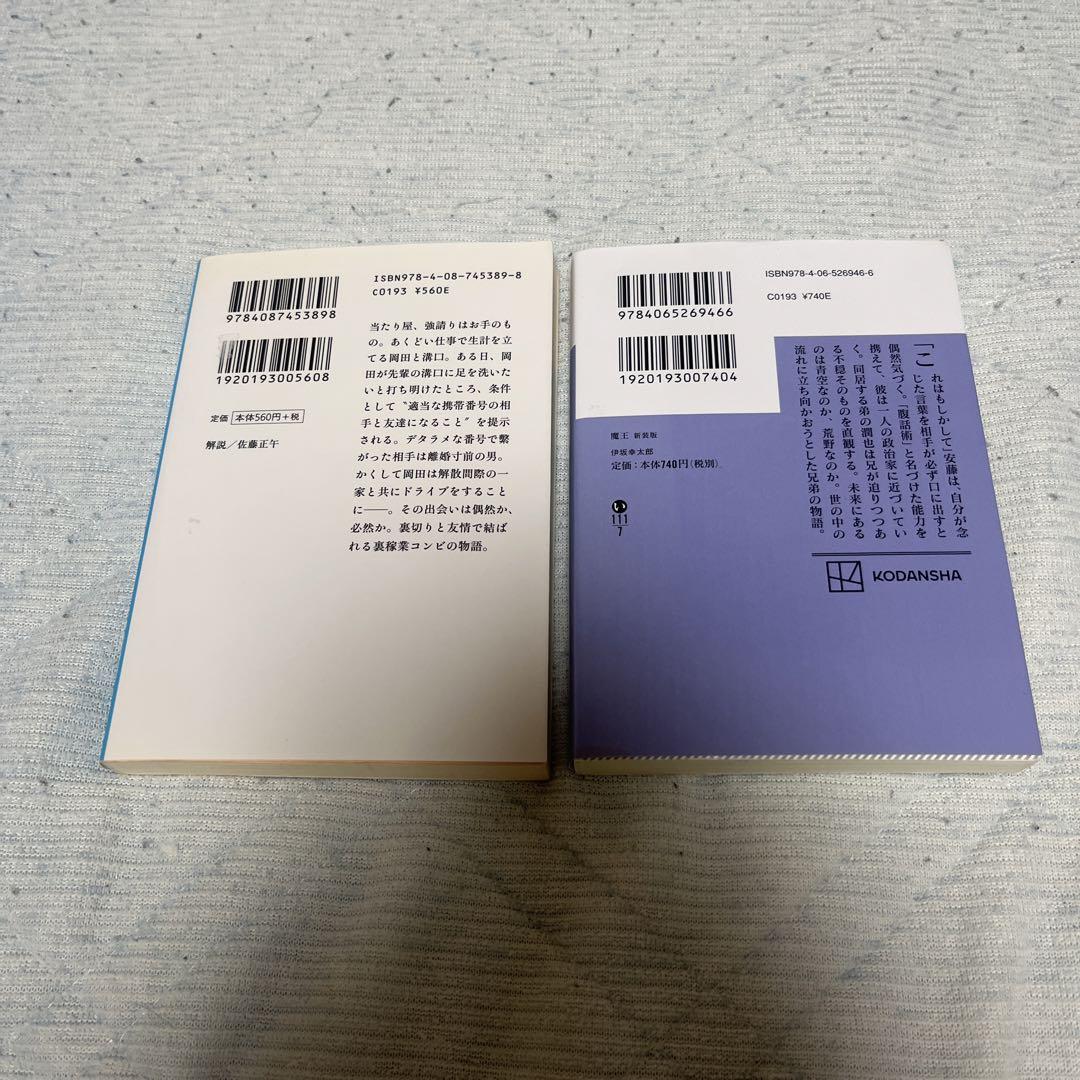 ISBN978-4-08-745389-8
C0193 ¥560E
9784087453898
1920193005608
定価 本体560円+税
解説／佐藤正午
当たり屋、強請りはお手のも
の。あくどい仕事で生計を立
てる岡田と溝口。ある日、岡
田が先輩の溝口に足を洗いた
いと打ち明けたところ、条件
として〝適当な携帯番号の相
手と友達になること〟を提示
される。デタラメな番号で繋
がった相手は離婚寸前の男。
かくして岡田は解散間際の一
家と共にドライブをすること
に――。その出会いは偶然か、
必然か。裏切りと友情で結ば
れる裏稼業コンビの物語。
ISBN978-4-06-526946-6
C0193 ¥740E
9784065269466
1920193007404
魔王 新装版
伊坂幸太郎
定価：本体740円（税別）
い
111
7
「これはもしかして」安藤は、自分が念
じた言葉を相手が必ず口に出すと
偶然気づく。「腹話術」と名づけた能力を
携えて、彼は一人の政治家に近づいてい
く。同居する弟の潤也は兄が迫りつつあ
る不穏そのものを直観する。未来にある
のは青空なのか、荒野なのか。世の中の
流れに立ち向かおうとした兄弟の物語。
KODANSHA